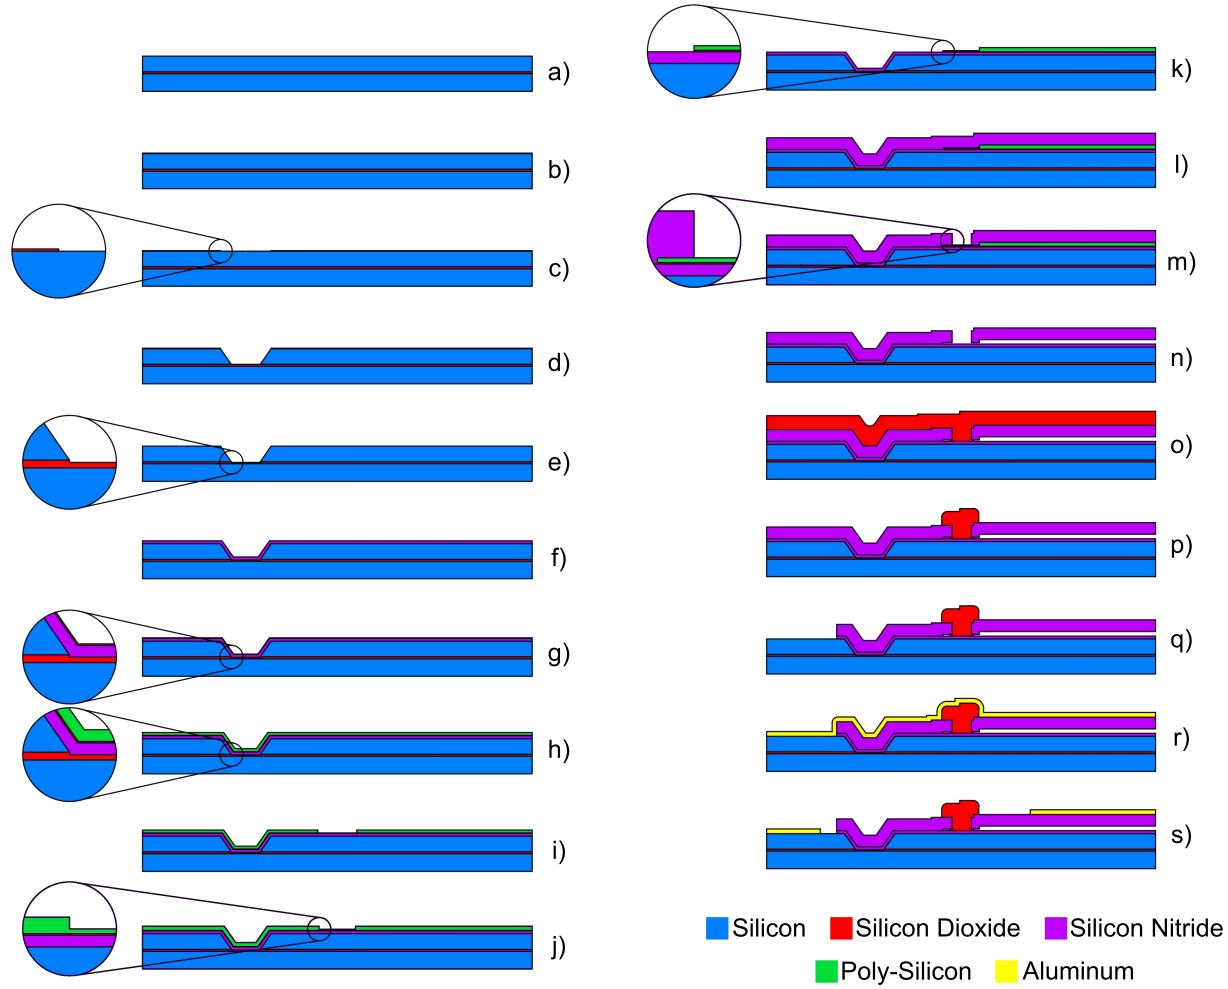 a)
b)
c)
d)
e)
f)
g)
h)
i)
j)
k)
l)
m)
n)
o)
p)
q)
r)
s)
Silicon Silicon Dioxide Silicon Nitride
Poly-Silicon Aluminum